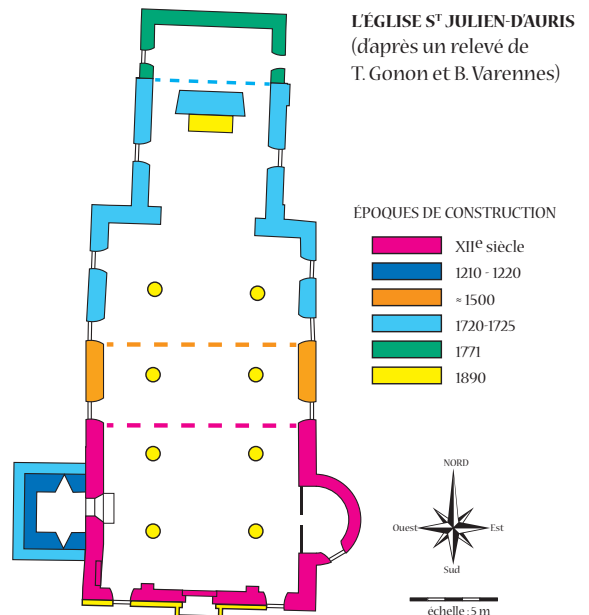 L'ÉGLISE Sᵀ JULIEN-D'AURIS
(d'après un relevé de
T. Gonon et B. Varennes)
ÉPOQUES DE CONSTRUCTION
XIIᵉ siècle
1210 - 1220
≈ 1500
1720-1725
1771
1890
NORD
Ouest
Est
Sud
échelle : 5 m